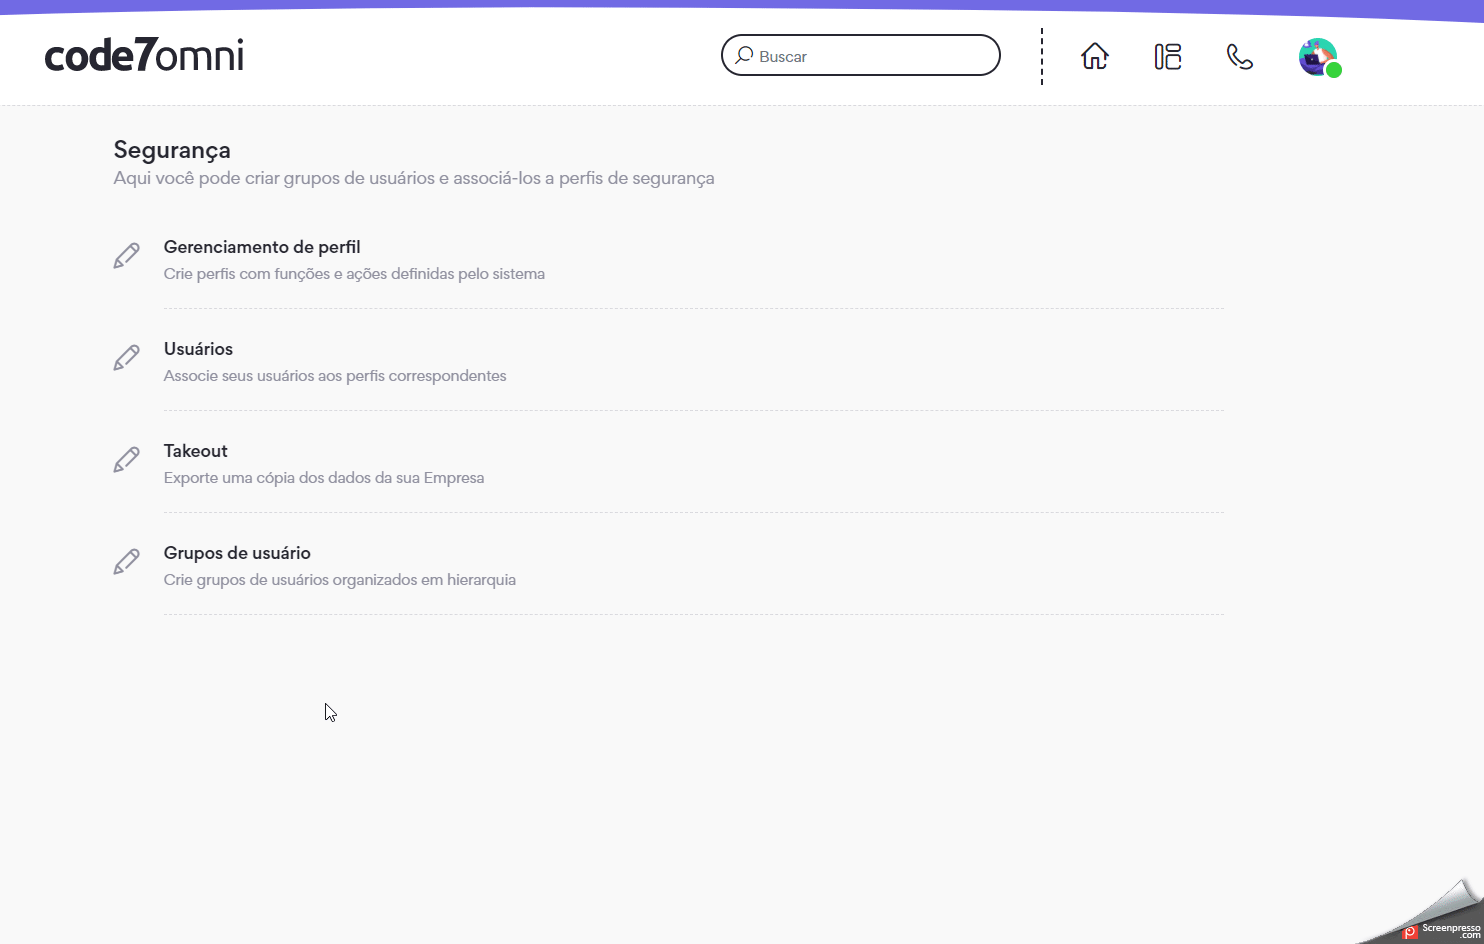 code7omni
Buscar
Segurança
Aqui você pode criar grupos de usuários e associá-los a perfis de segurança
Gerenciamento de perfil
Crie perfis com funções e ações definidas pelo sistema
Usuários
Associe seus usuários aos perfis correspondentes
Takeout
Exporte uma cópia dos dados da sua Empresa
Grupos de usuário
Crie grupos de usuários organizados em hierarquia
Screenpresso
.com